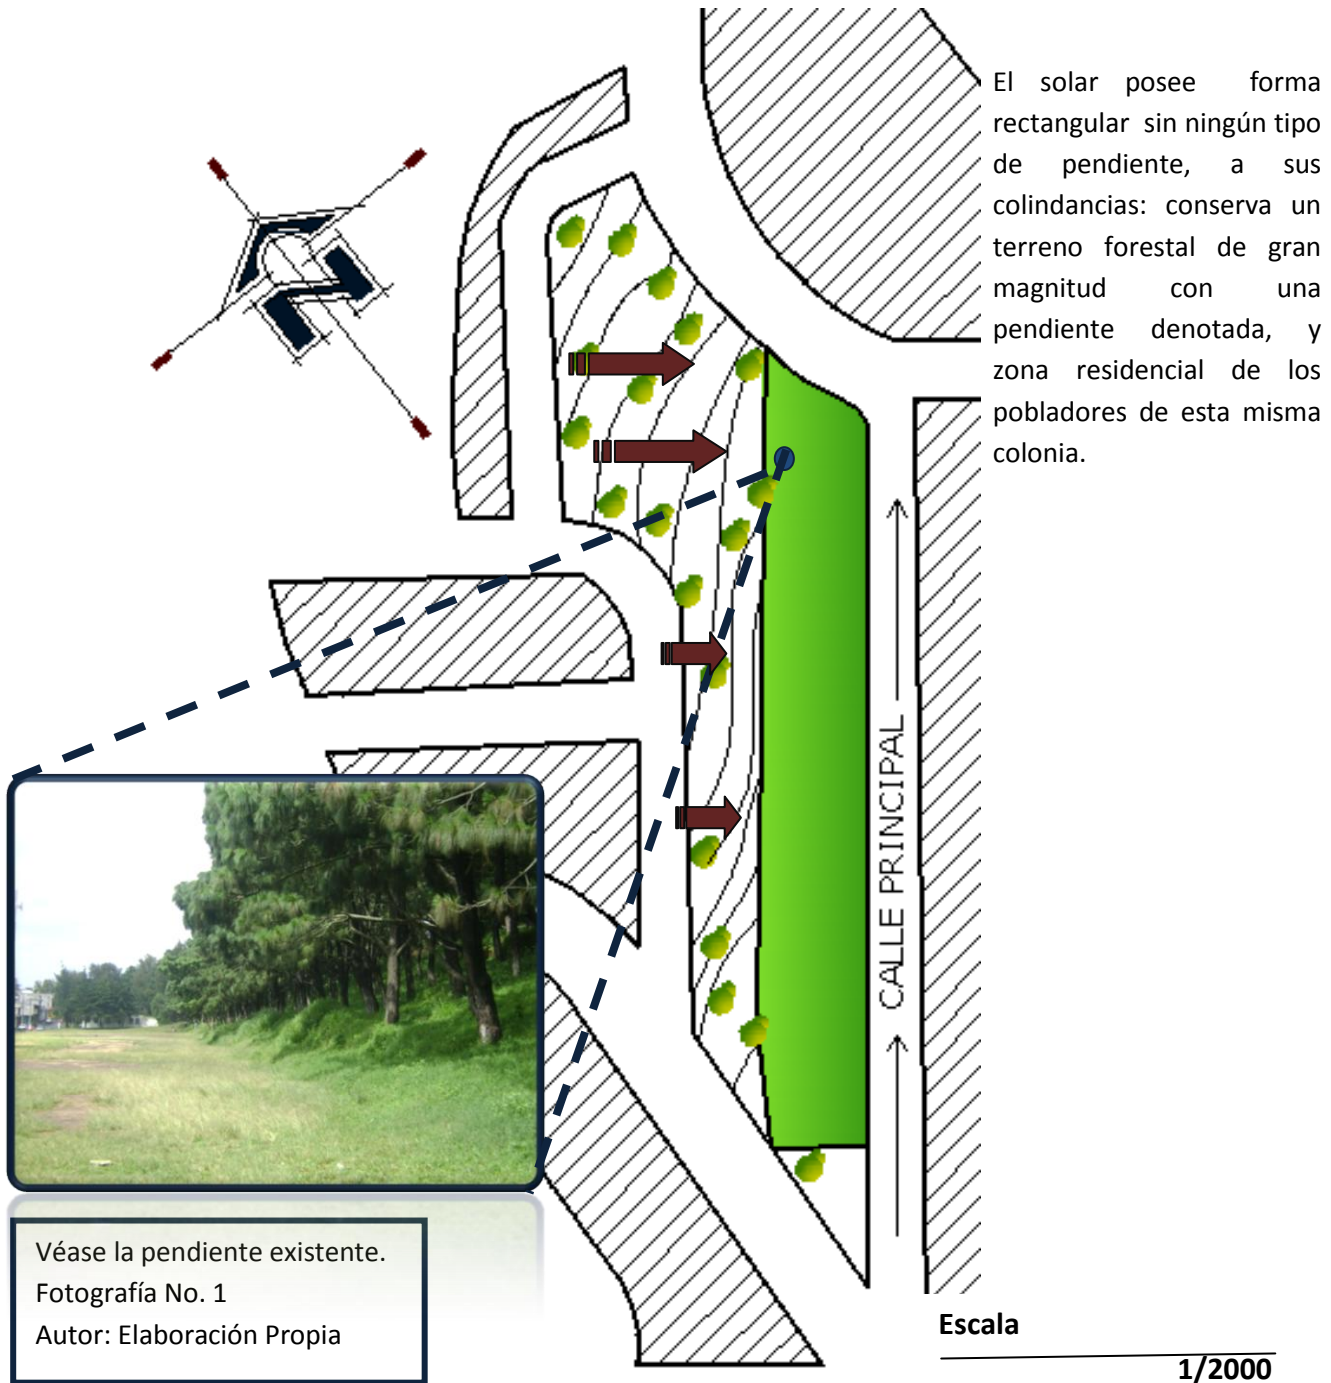 El solar posee forma
rectangular sin ningún tipo
de pendiente, a sus
colindancias: conserva un
terreno forestal de gran
magnitud con una
pendiente denotada, y
zona residencial de los
pobladores de esta misma
colonia.
CALLE PRINCIPAL
Véase la pendiente existente.
Fotografía No. 1
Autor: Elaboración Propia
Escala
1/2000